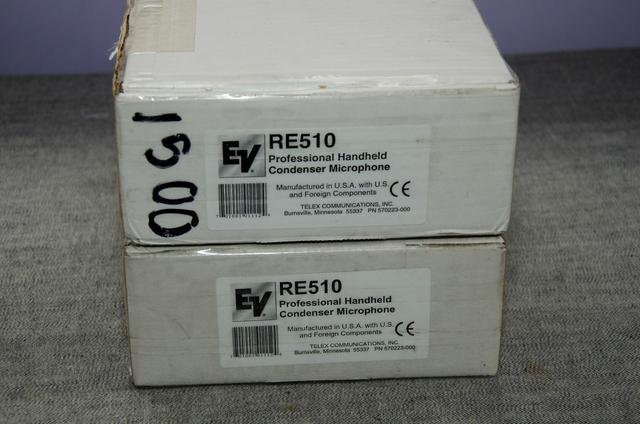 1500
EV
RE510
Professional Handheld
Condenser Microphone
Manufactured in U.S.A. with U.S.
and Foreign Components
CE
TELEX COMMUNICATIONS, INC.
Burnsville, Minnesota 55337 PN 570223-000
EV
RE510
Professional Handheld
Condenser Microphone
Manufactured in U.S.A. with U.S.
and Foreign Components
CE
TELEX COMMUNICATIONS, INC.
Burnsville, Minnesota 55337 PN 570223-000